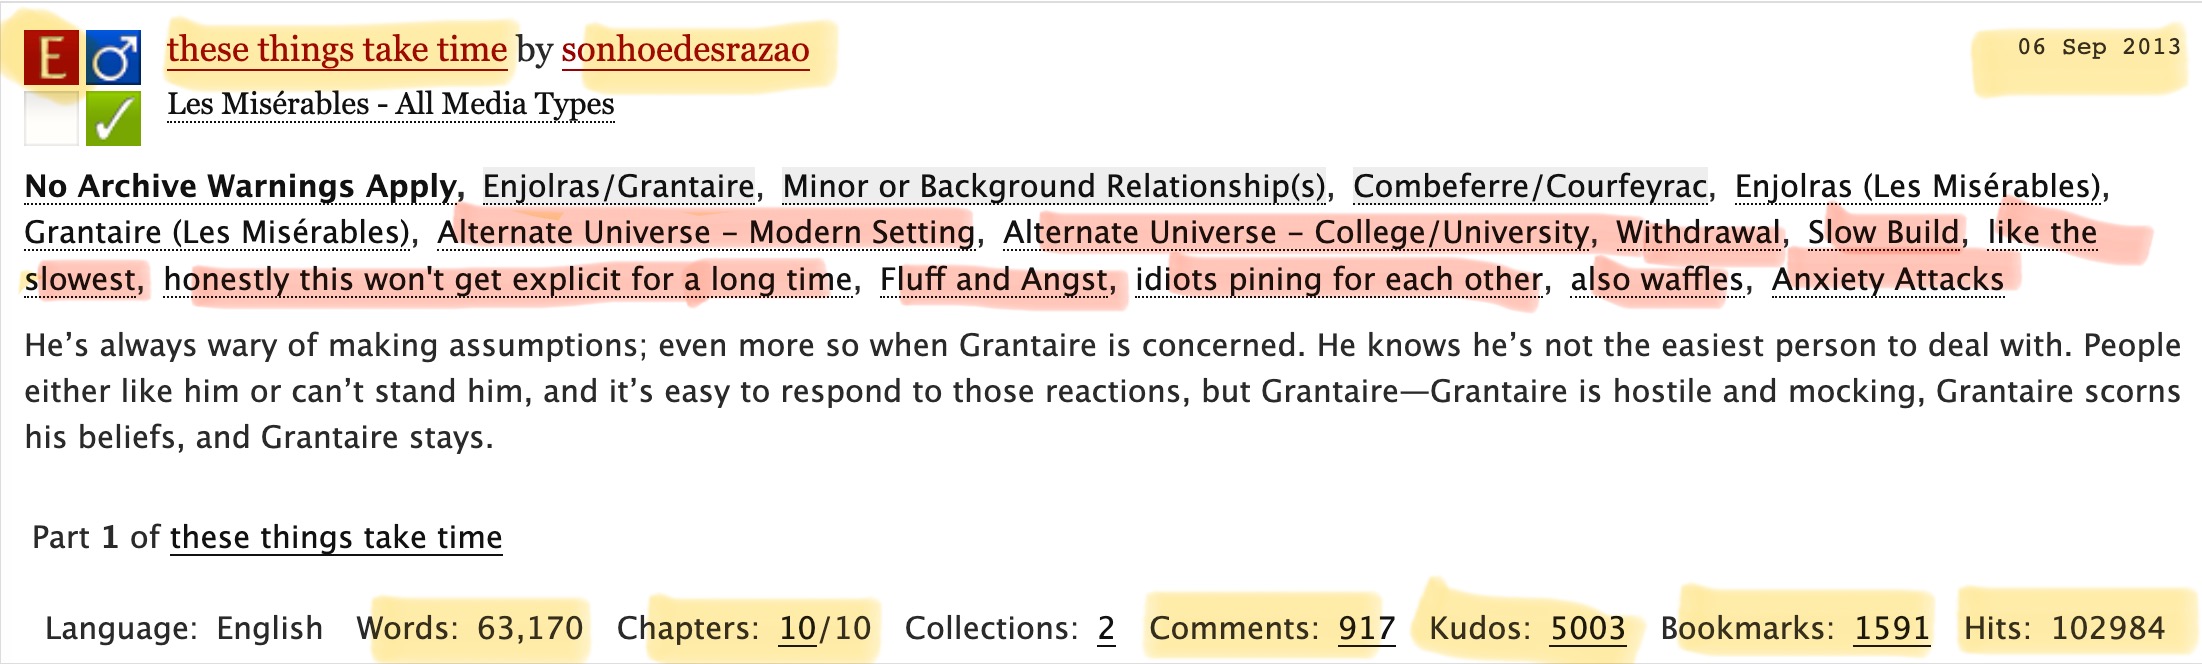 E these things take time by sonhoedesrazao 06 Sep 2013
Les Misérables - All Media Types
No Archive Warnings Apply, Enjolras/Grantaire, Minor or Background Relationship(s), Combeferre/Courfeyrac, Enjolras (Les Misérables),
Grantaire (Les Misérables), Alternate Universe – Modern Setting, Alternate Universe – College/University, Withdrawal, Slow Build, like the
slowest, honestly this won't get explicit for a long time, Fluff and Angst, idiots pining for each other, also waffles, Anxiety Attacks
He’s always wary of making assumptions; even more so when Grantaire is concerned. He knows he’s not the easiest person to deal with. People
either like him or can’t stand him, and it’s easy to respond to those reactions, but Grantaire—Grantaire is hostile and mocking, Grantaire scorns
his beliefs, and Grantaire stays.
Part 1 of these things take time
Language: English Words: 63,170 Chapters: 10/10 Collections: 2 Comments: 917 Kudos: 5003 Bookmarks: 1591 Hits: 102984